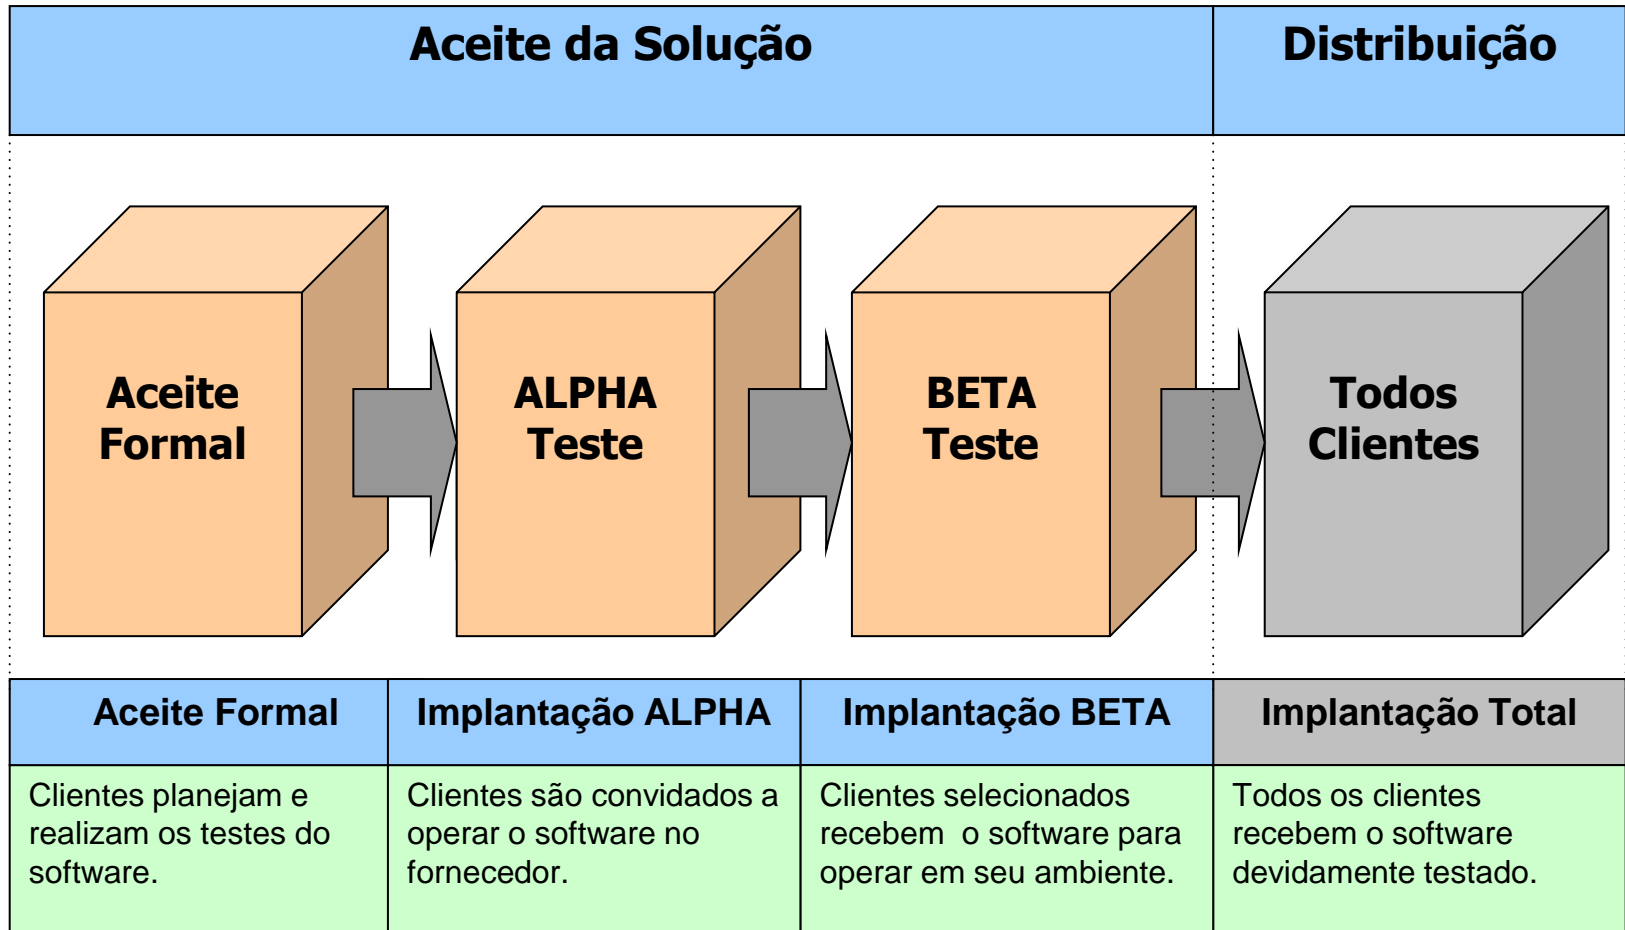 Aceite da Solução
Distribuição
Aceite
Formal
ALPHA
Teste
BETA
Teste
Todos
Clientes
Aceite Formal
Implantação ALPHA
Implantação BETA
Implantação Total
Clientes planejam e
realizam os testes do
software.
Clientes são convidados a
operar o software no
fornecedor.
Clientes selecionados
recebem o software para
operar em seu ambiente.
Todos os clientes
recebem o software
devidamente testado.